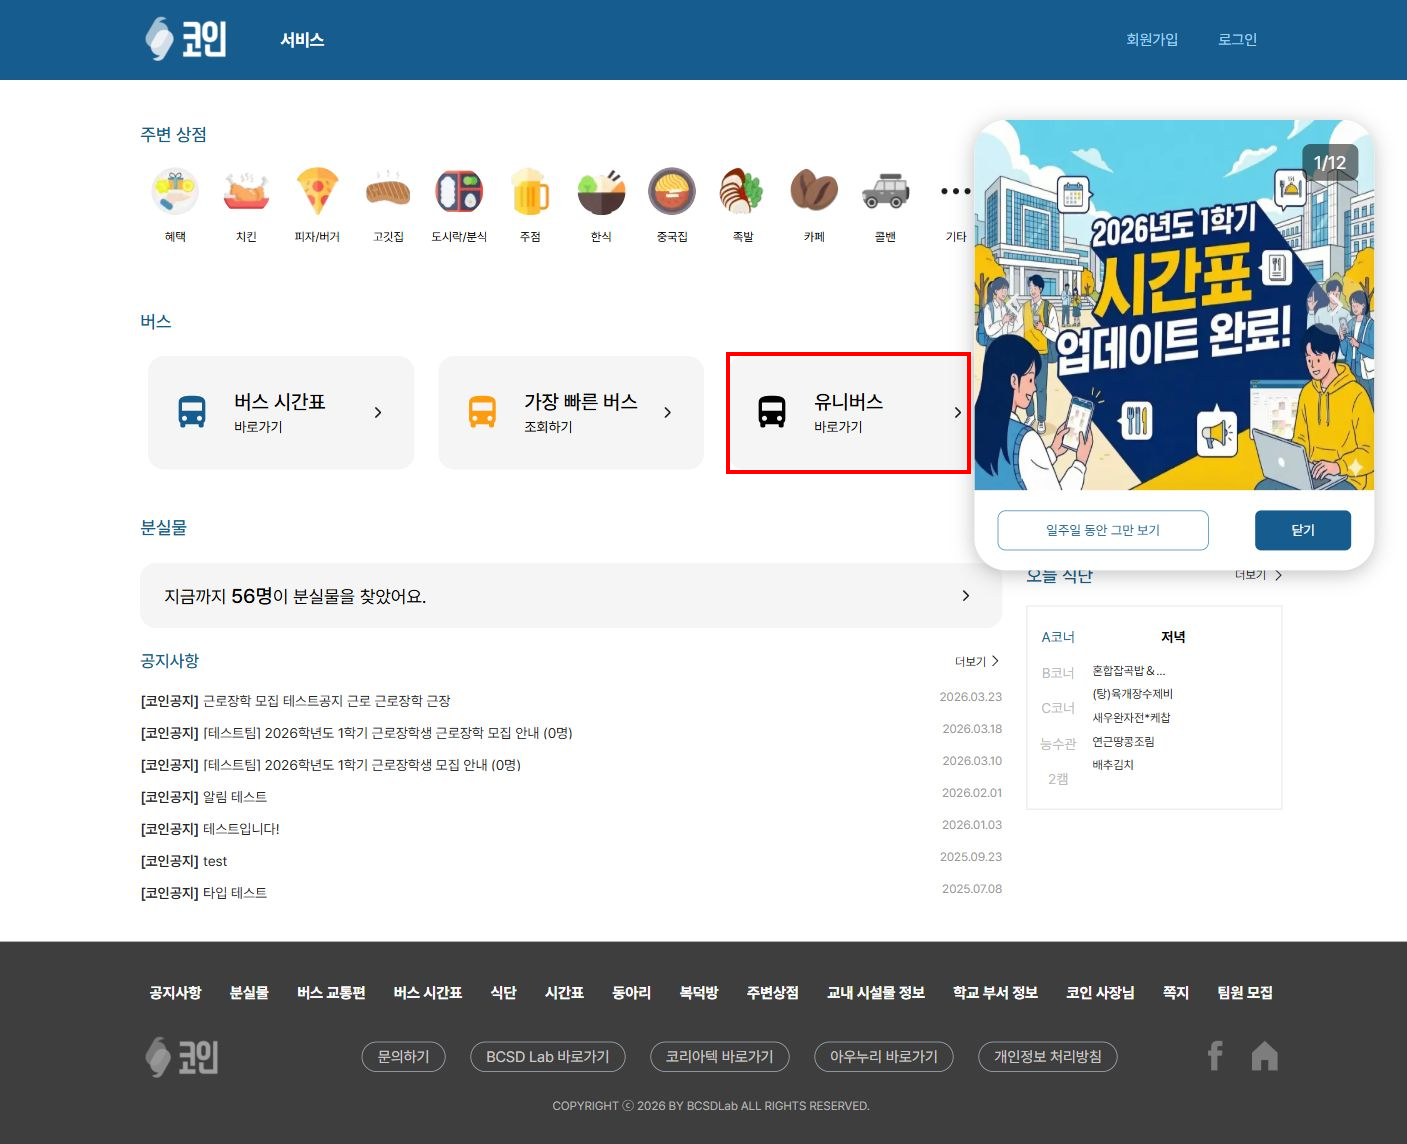 코인
서비스
회원가입
로그인
주변 상점
혜택
치킨
피자/버거
고깃집
도시락/분식
주점
한식
중국집
족발
카페
콜밴
기타
1/12
2026년도 1학기
시간표
업데이트 완료!
일주일 동안 그만 보기
닫기
버스
버스 시간표
바로가기
가장 빠른 버스
조회하기
유니버스
바로가기
분실물
지금까지 56명이 분실물을 찾았어요.
공지사항
더보기
[코인공지] 근로장학 모집 테스트공지 근로 근로장학 근장
2026.03.23
[코인공지] [테스트팀] 2026학년도 1학기 근로장학생 근로장학 모집 안내 (0명)
2026.03.18
[코인공지] [테스트팀] 2026학년도 1학기 근로장학생 모집 안내 (0명)
2026.03.10
[코인공지] 알림 테스트
2026.02.01
[코인공지] 테스트입니다!
2026.01.03
[코인공지] test
2025.09.23
[코인공지] 타입 테스트
2025.07.08
오늘 식단
더보기
A코너
B코너
C코너
능수관
2캠
저녁
혼합잡곡밥 & ...
(탕)육개장수제비
새우완자전*케찹
연근땅콩조림
배추김치
공지사항
분실물
버스 교통편
버스 시간표
식단
시간표
동아리
복덕방
주변상점
교내 시설물 정보
학교 부서 정보
코인 사장님
쪽지
팀원 모집
코인
문의하기
BCSD Lab 바로가기
코리아텍 바로가기
아우누리 바로가기
개인정보 처리방침
COPYRIGHT ⓒ 2026 BY BCSDLab ALL RIGHTS RESERVED.